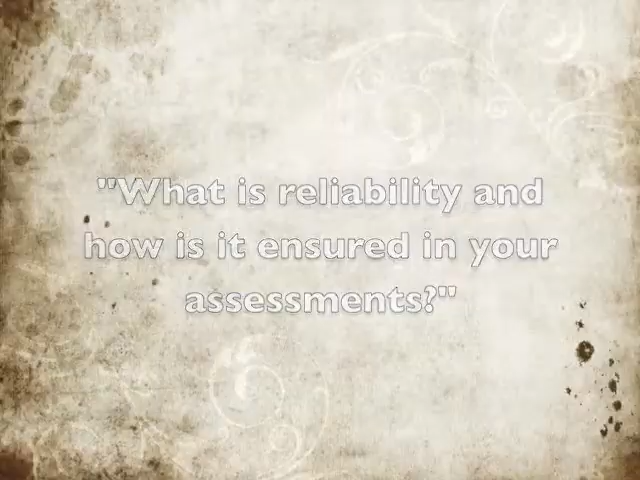 "What is reliability and
how is it ensured in your
assessments?"